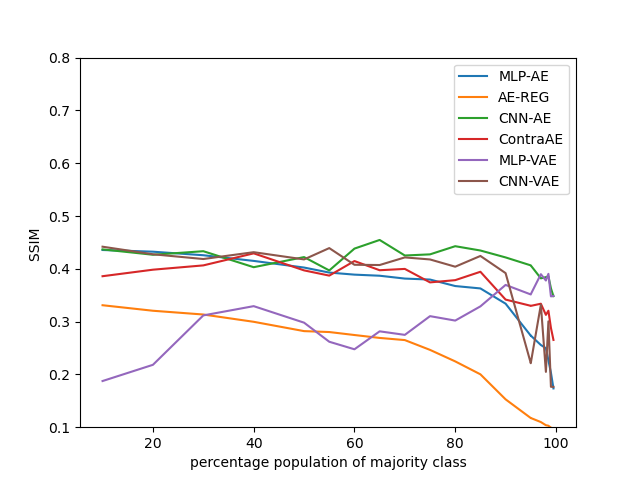 0.8
0.7
0.6
0.5
0.4
0.3
0.2
0.1
SSIM
MLP-AE
AE-REG
CNN-AE
ContraAE
MLP-VAE
CNN-VAE
20 40 60 80 100
percentage population of majority class